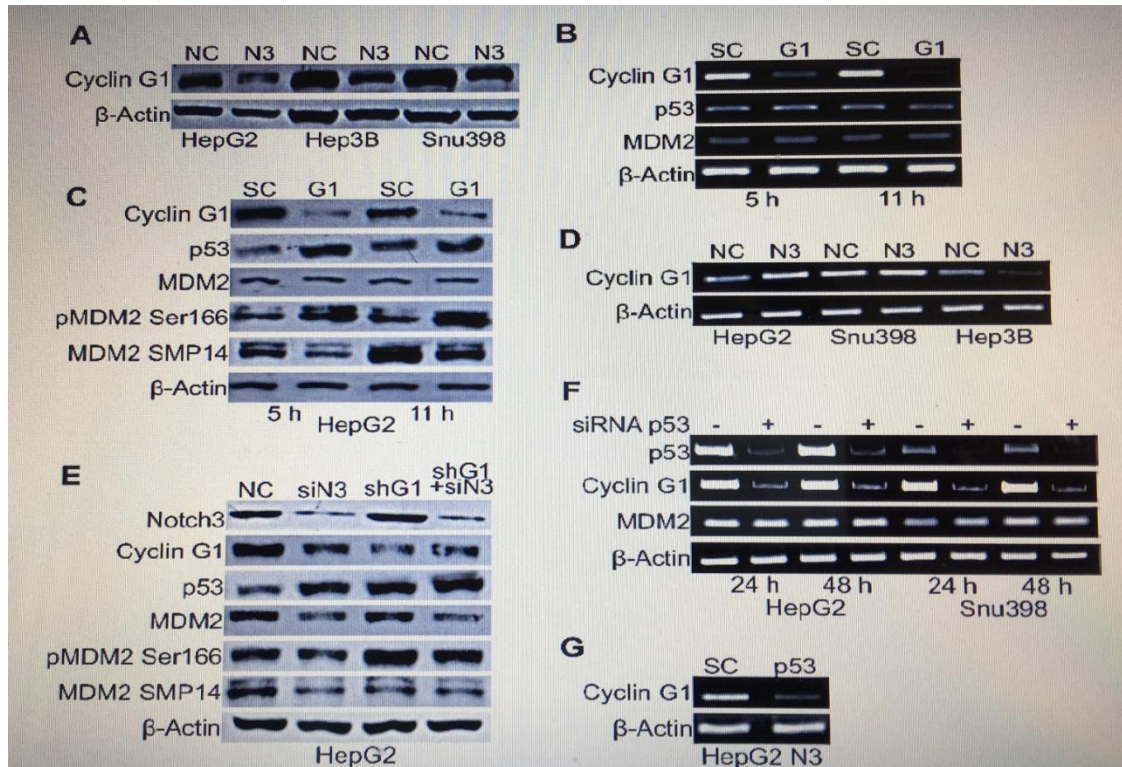 A
NC N3 NC N3 NC N3
Cyclin G1
β-Actin
HepG2 Hep3B Snu398
B
SC G1 SC G1
Cyclin G1
p53
MDM2
β-Actin
5 h 11 h
C
SC G1 SC G1
Cyclin G1
p53
MDM2
pMDM2 Ser166
MDM2 SMP14
β-Actin
5 h 11 h
HepG2
D
NC N3 NC N3 NC N3
Cyclin G1
β-Actin
HepG2 Snu398 Hep3B
E
NC siN3 shG1 shG1
+siN3
Notch3
Cyclin G1
p53
MDM2
pMDM2 Ser166
MDM2 SMP14
β-Actin
HepG2
F
siRNA p53 - + - + - + - +
p53
Cyclin G1
MDM2
β-Actin
24 h 48 h 24 h 48 h
HepG2 Snu398
G
SC p53
Cyclin G1
β-Actin
HepG2 N3